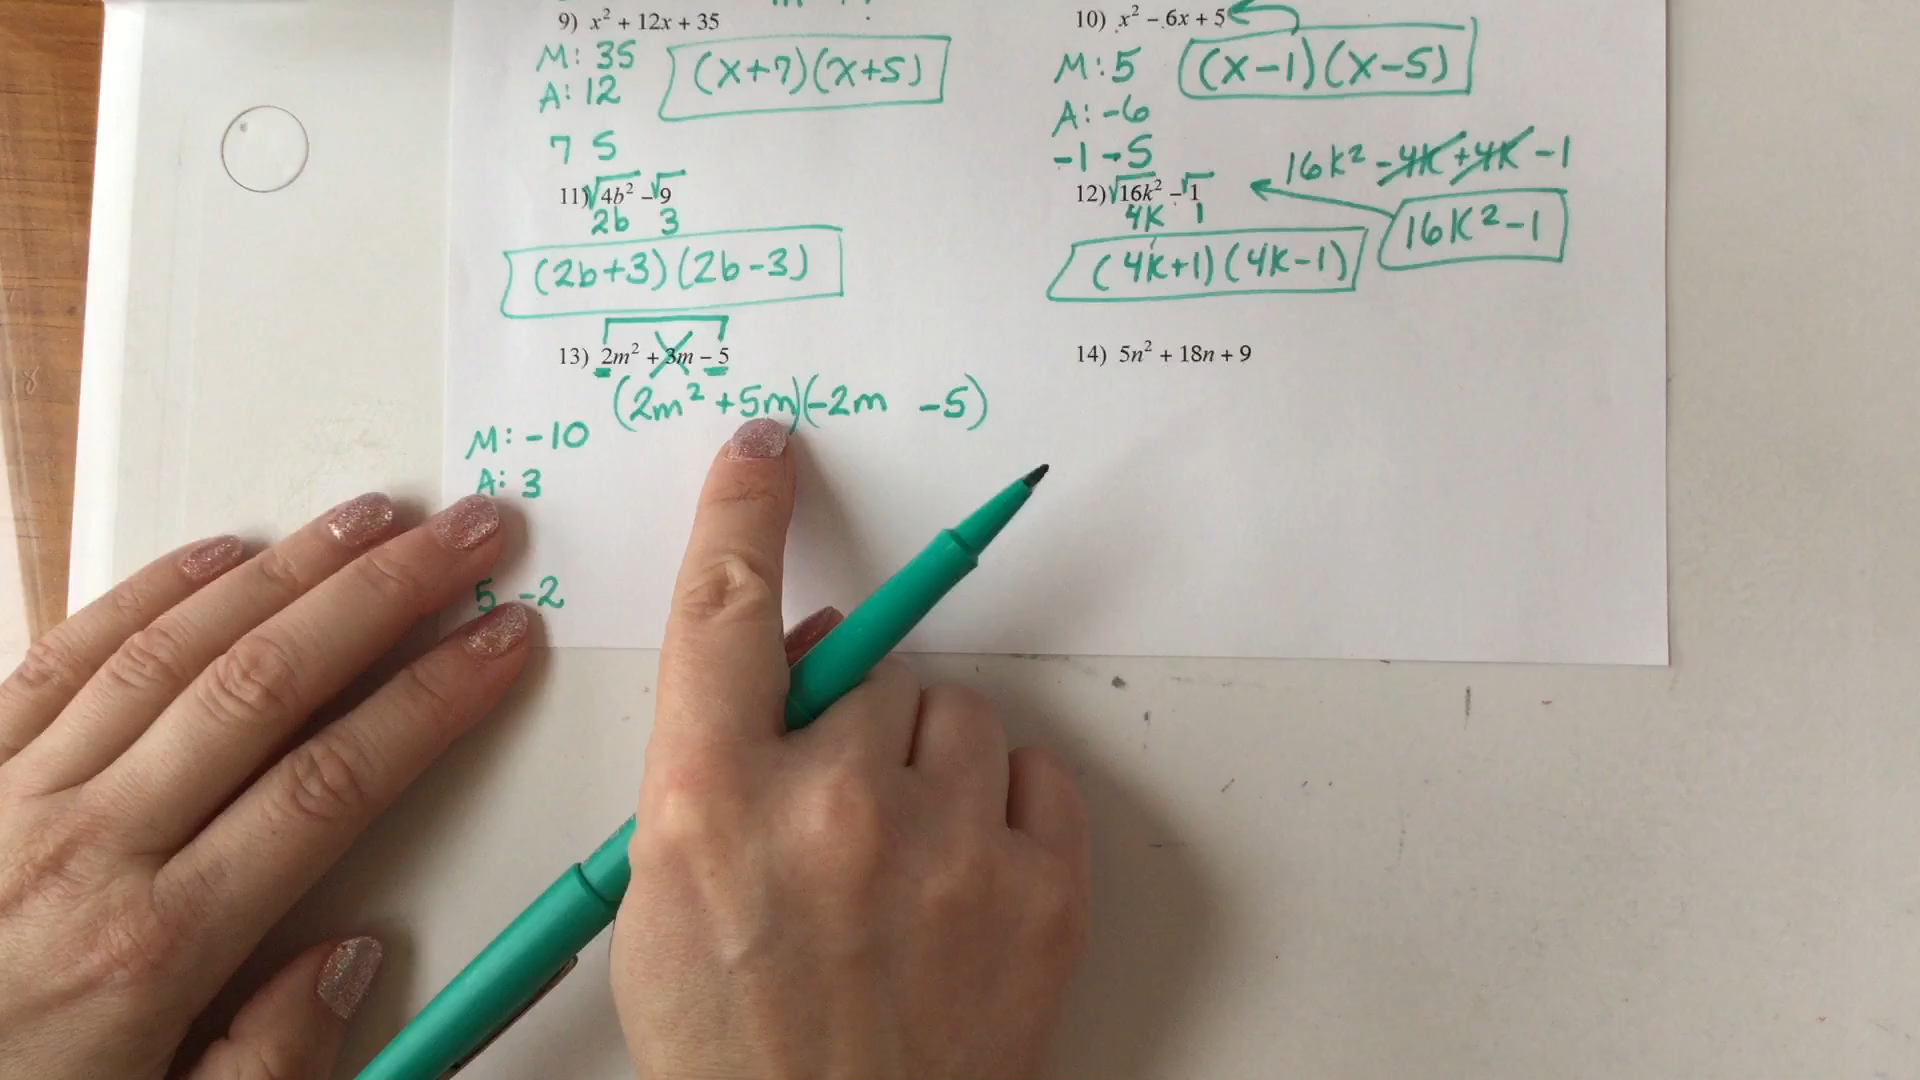 9) x² + 12x + 35
M: 35
A: 12
(x+7)(x+5)
7 5
10) x² − 6x + 5
M: 5
(x-1)(x-5)
A: -6
-1 -5
11) √4b² − √9
2b 3
(2b+3)(2b-3)
12) √16k² − √1
4k 1
16k² -4k +4k -1
16k²-1
(4k+1)(4k-1)
13) 2m² + 3m − 5
(2m² +5m)(-2m -5)
M: -10
A: 3
5 -2
14) 5n² + 18n + 9